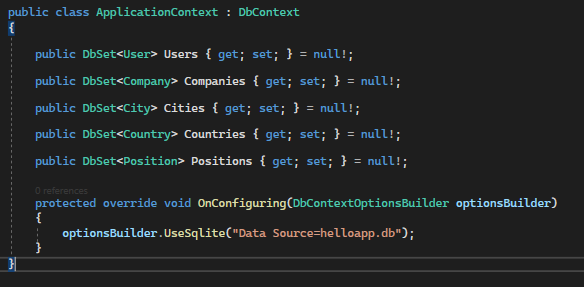 public class ApplicationContext : DbContext
{
public DbSet<User> Users { get; set; } = null!;
public DbSet<Company> Companies { get; set; } = null!;
public DbSet<City> Cities { get; set; } = null!;
public DbSet<Country> Countries { get; set; } = null!;
public DbSet<Position> Positions { get; set; } = null!;
0 references
protected override void OnConfiguring(DbContextOptionsBuilder optionsBuilder)
{
optionsBuilder.UseSqlite("Data Source=helloapp.db");
}
}